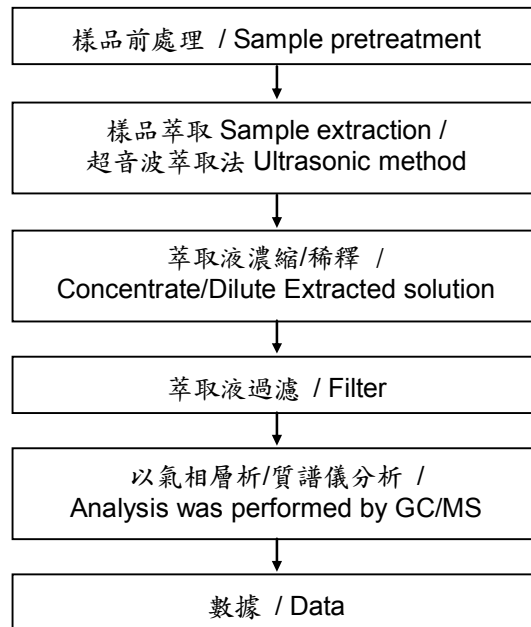 樣品前處理 / Sample pretreatment
樣品萃取 Sample extraction /
超音波萃取法 Ultrasonic method
萃取液濃縮/稀釋 /
Concentrate/Dilute Extracted solution
萃取液過濾 / Filter
以氣相層析/質譜儀分析 /
Analysis was performed by GC/MS
數據 / Data